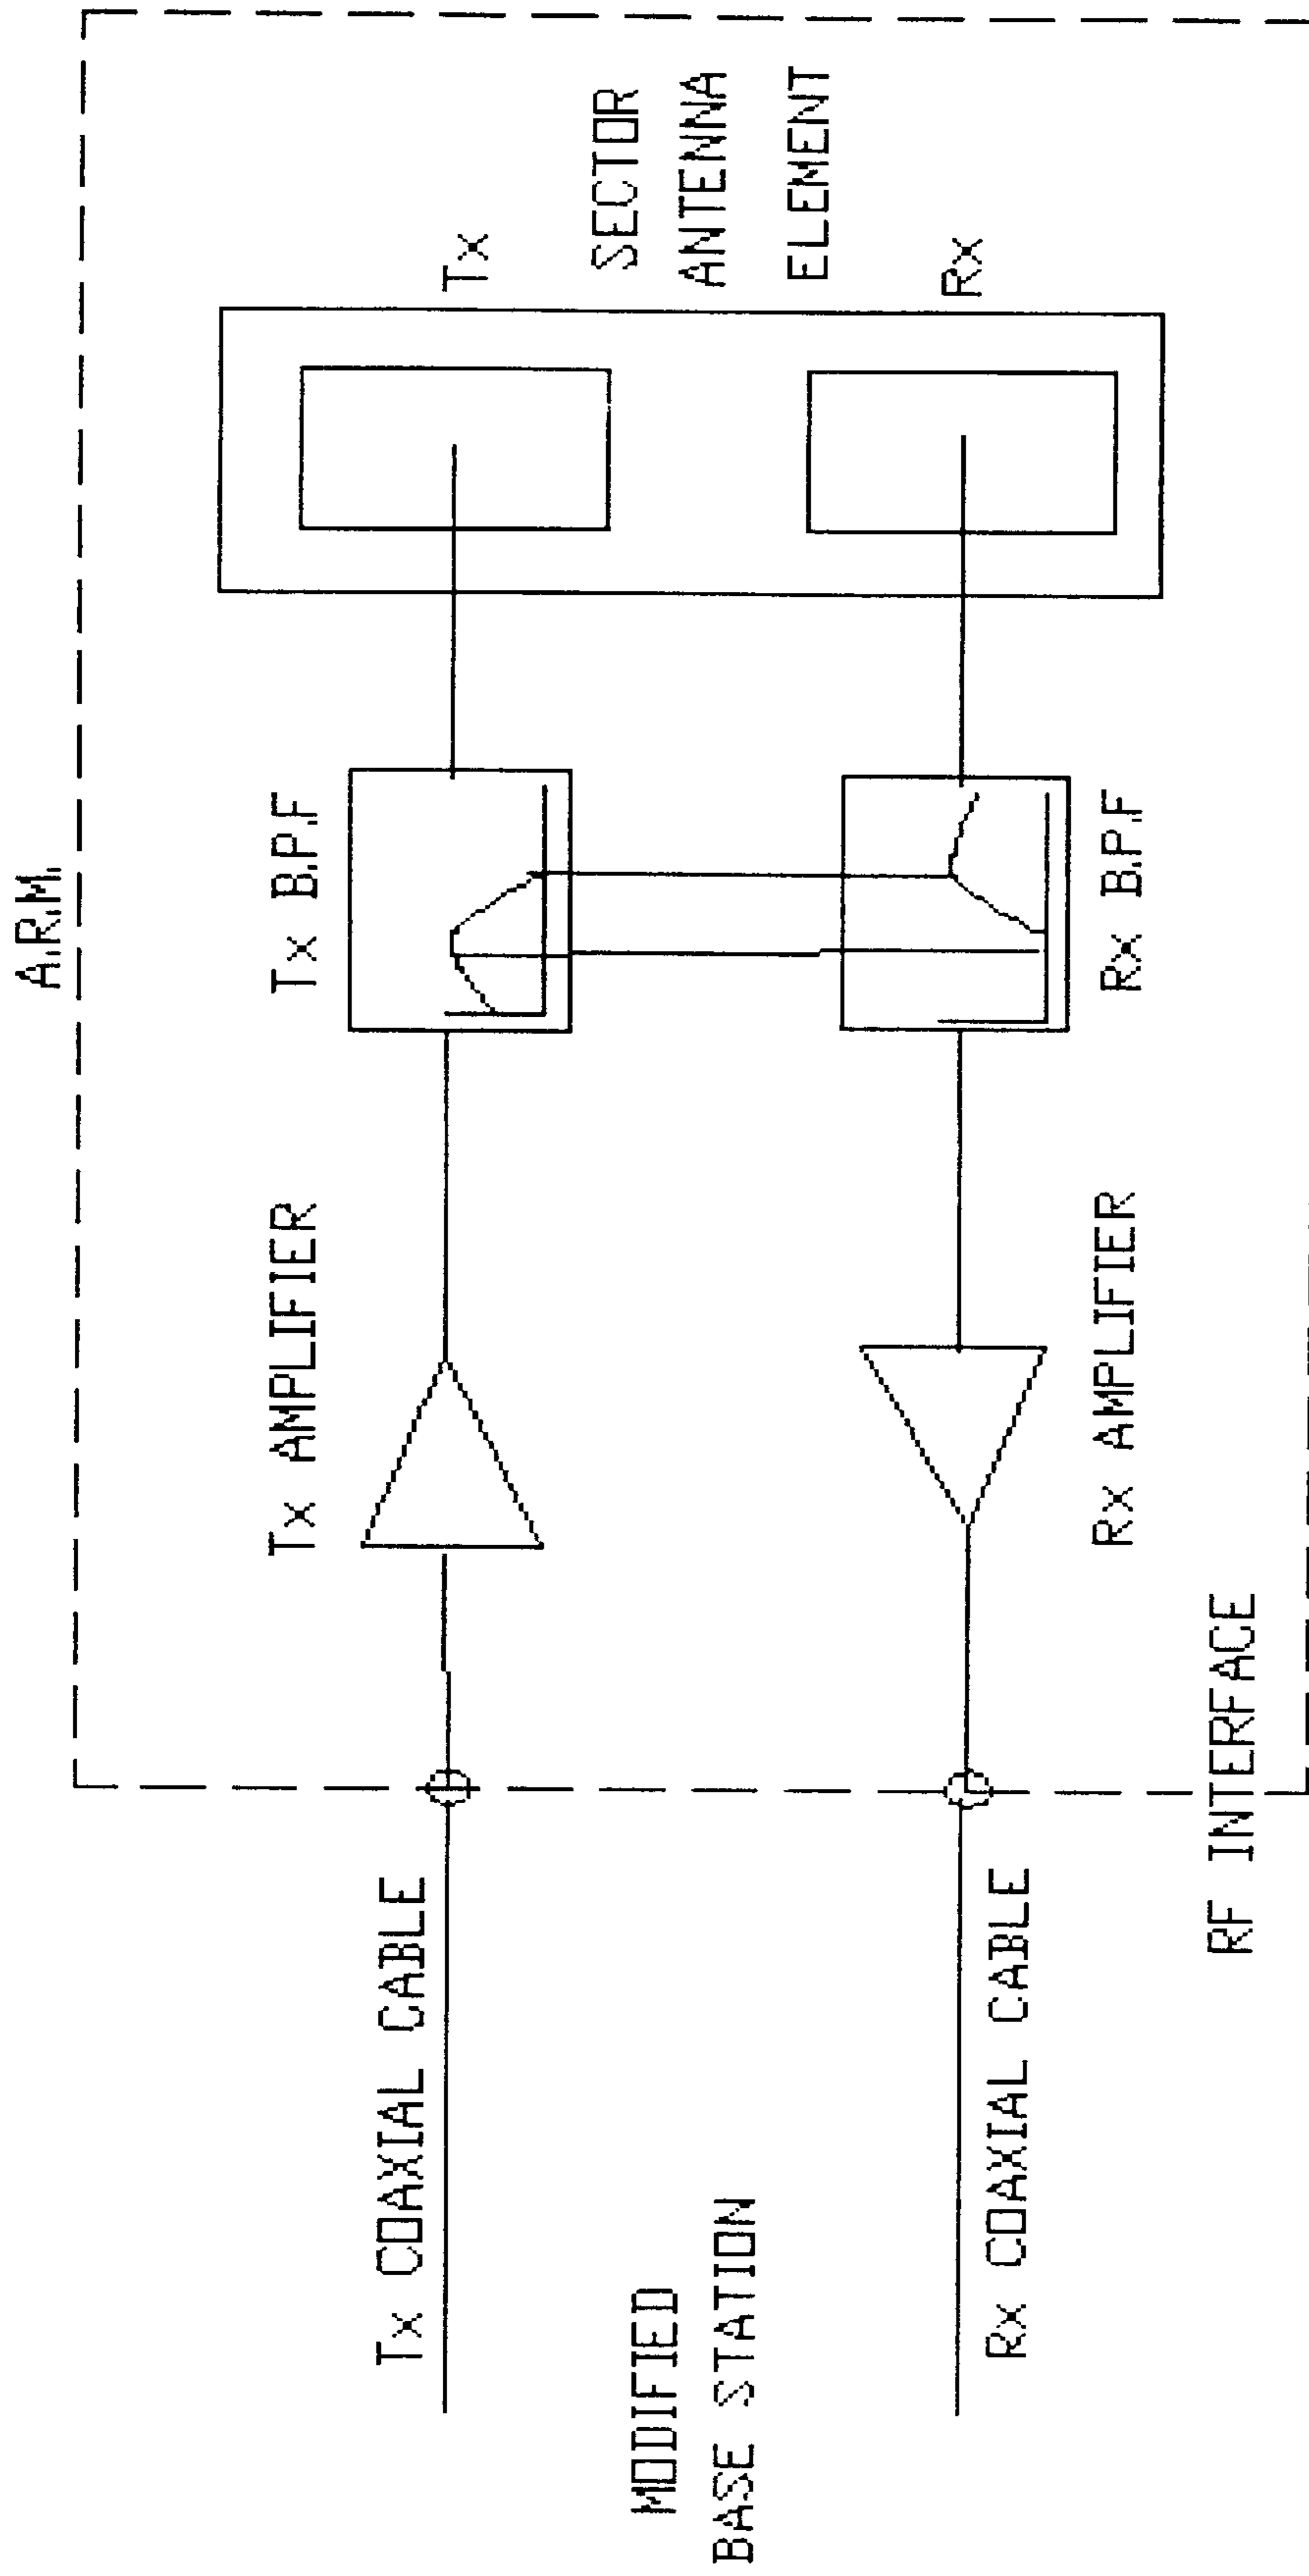 A.R.M.
Tx AMPLIFIER
Tx B.P.F
Tx COAXIAL CABLE
Tx
MODIFIED
BASE STATION
SECTOR
ANTENNA
ELEMENT
Rx
Rx COAXIAL CABLE
Rx AMPLIFIER
Rx B.P.F
RF INTERFACE